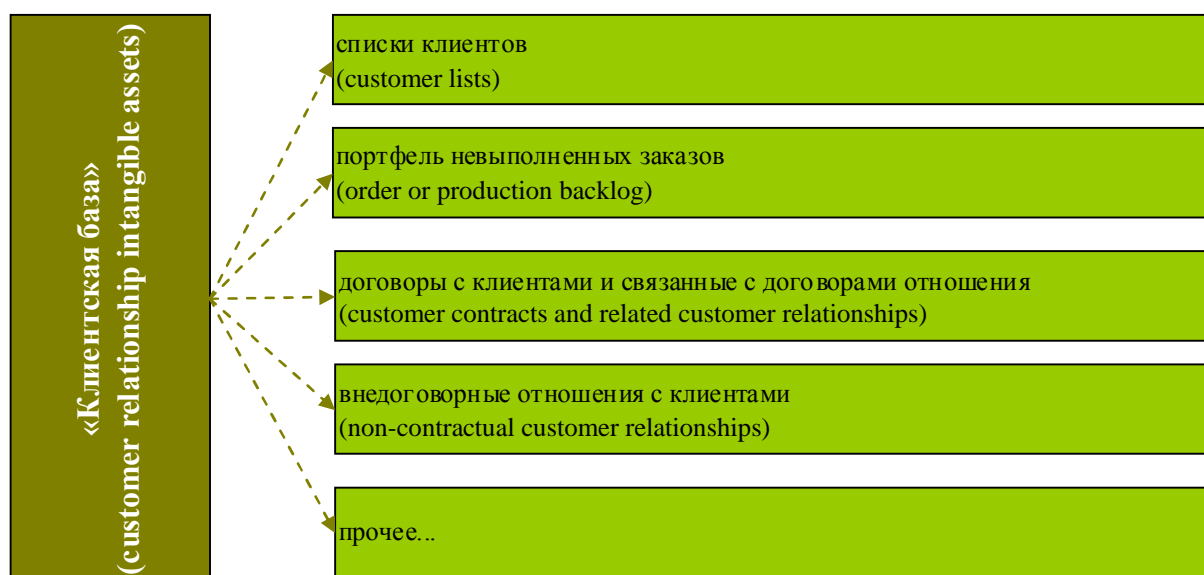 «Клиентская база»
(customer relationship intangible assets)
списки клиентов
(customer lists)
портфель невыполненных заказов
(order or production backlog)
договоры с клиентами и связанные с договорами отношения
(customer contracts and related customer relationships)
внедоговорные отношения с клиентами
(non-contractual customer relationships)
прочее...